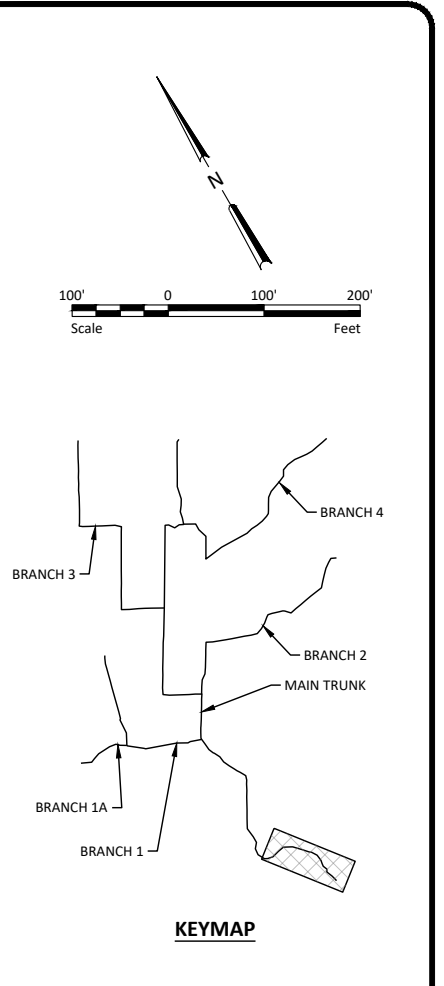 N
100' 0 100' 200'
Scale Feet
BRANCH 4
BRANCH 3
BRANCH 2
MAIN TRUNK
BRANCH 1A
BRANCH 1
KEYMAP